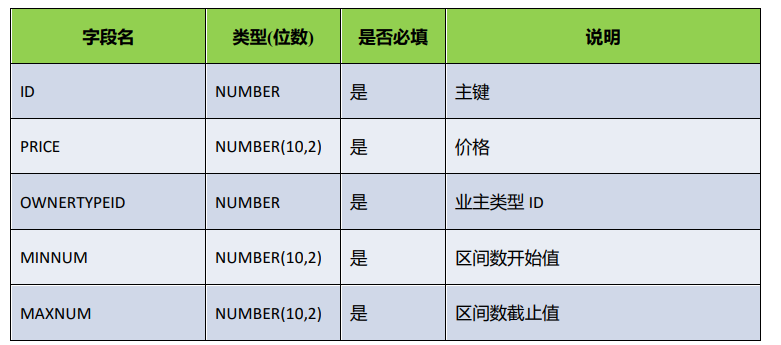 字段名 类型(位数) 是否必填 说明
ID NUMBER 是 主键
PRICE NUMBER(10,2) 是 价格
OWNERTYPEID NUMBER 是 业主类型 ID
MINNUM NUMBER(10,2) 是 区间数开始值
MAXNUM NUMBER(10,2) 是 区间数截止值